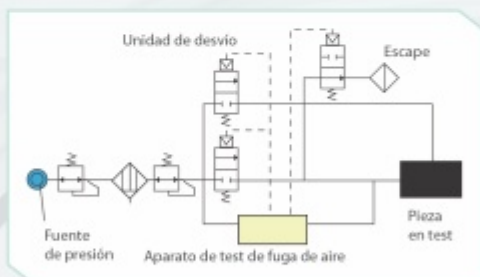 Unidad de desvio
Escape
Fuente
de presión
Aparato de test de fuga de aire
Pieza
en test